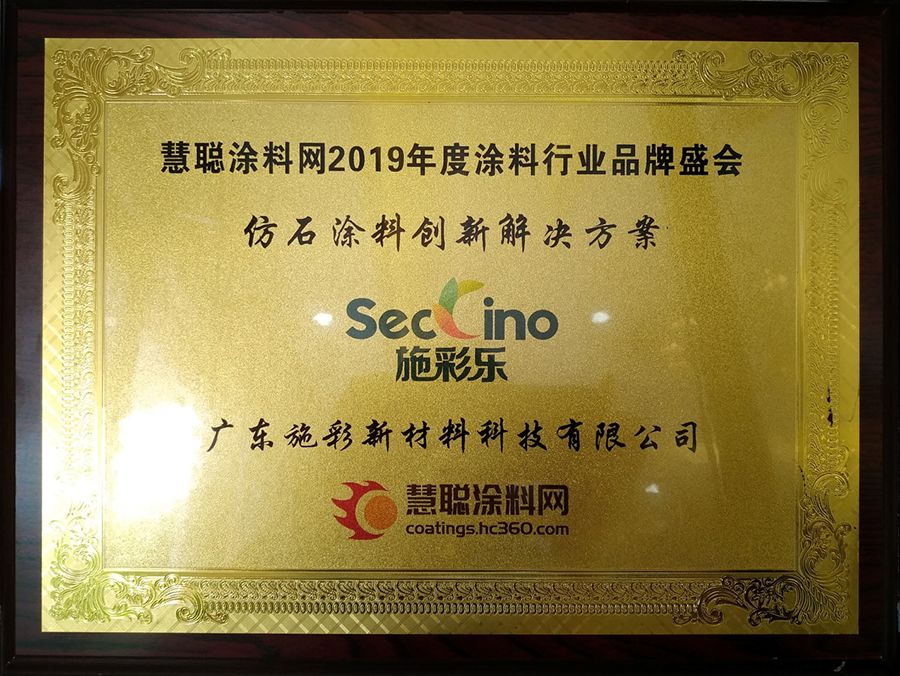 慧聪涂料网2019年度涂料行业品牌盛会
仿石涂料创新解决方案
Seccino
施彩乐
广东施彩新材料科技有限公司
慧聪涂料网
coatings.hc360.com